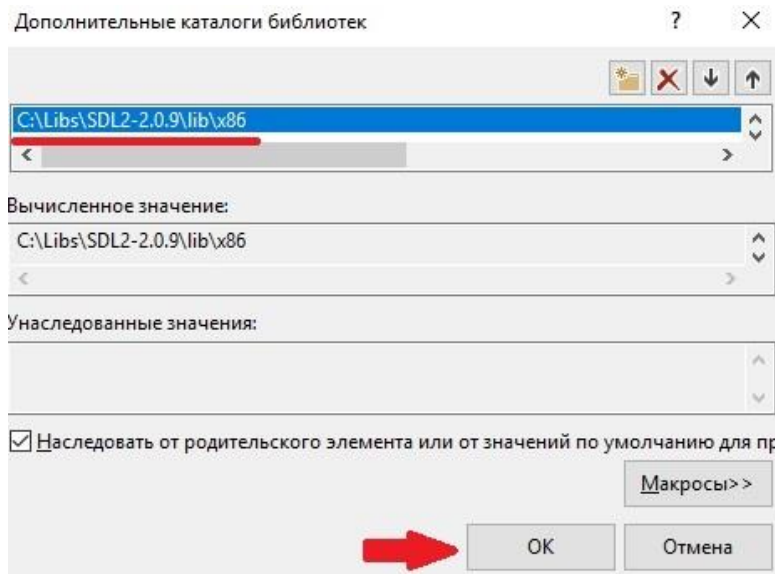 Дополнительные каталоги библиотек
C:\Libs\SDL2-2.0.9\lib\x86
Вычисленное значение:
C:\Libs\SDL2-2.0.9\lib\x86
Унаследованные значения:
Наследовать от родительского элемента или от значений по умолчанию для пр
Макросы>>
OK Отмена